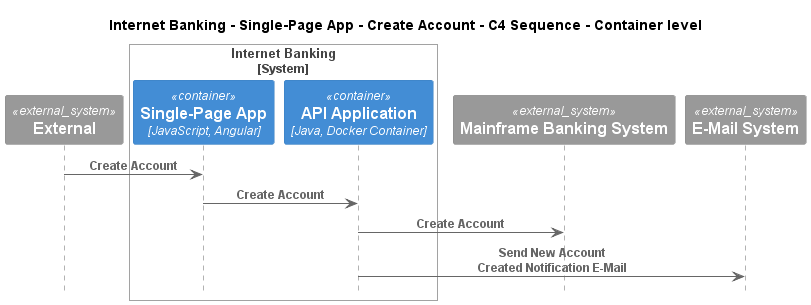 Internet Banking - Single-Page App - Create Account - C4 Sequence - Container level
Internet Banking
[System]
«external_system»
External
«container»
Single-Page App
[JavaScript, Angular]
«container»
API Application
[Java, Docker Container]
«external_system»
Mainframe Banking System
«external_system»
E-Mail System
Create Account
Create Account
Create Account
Send New Account
Created Notification E-Mail